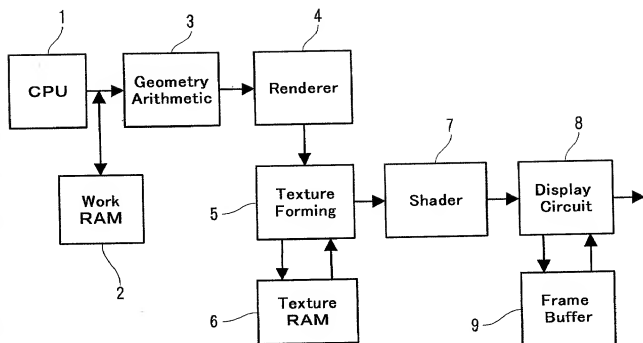 1
3
4
CPU
Geometry
Arithmetic
Renderer
7
8
Work
RAM
2
5
Texture
Forming
Shader
Display
Circuit
6
Texture
RAM
9
Frame
Buffer